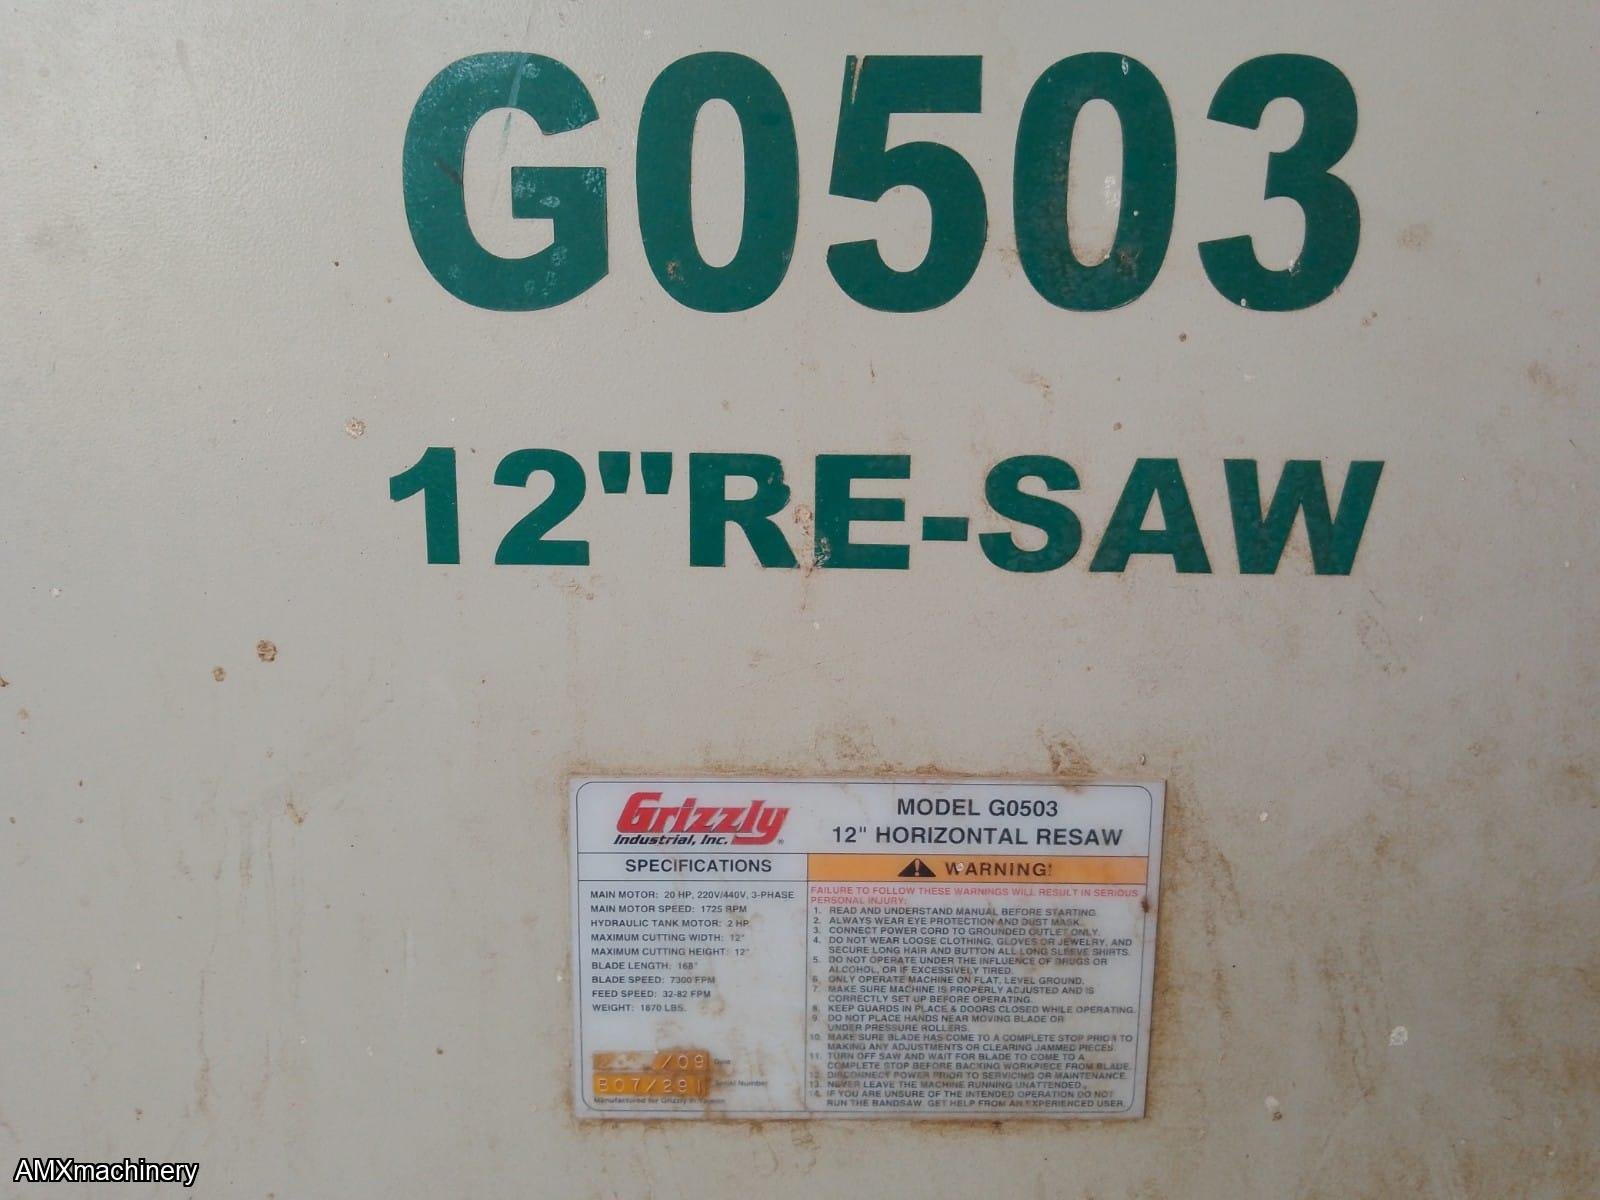 G0503
12"RE-SAW
Grizzly
Industrial, Inc.®
MODEL G0503
12" HORIZONTAL RESAW
SPECIFICATIONS
MAIN MOTOR: 20 HP, 220V/440V, 3-PHASE
MAIN MOTOR SPEED: 1725 RPM
HYDRAULIC TANK MOTOR: 2 HP
MAXIMUM CUTTING WIDTH: 12"
MAXIMUM CUTTING HEIGHT: 12"
BLADE LENGTH: 168"
BLADE SPEED: 7300 FPM
FEED SPEED: 32-82 FPM
WEIGHT: 1870 LBS.
/09 Date
B07/291 Serial Number
Manufactured for Grizzly in Taiwan
WARNING!
FAILURE TO FOLLOW THESE WARNINGS WILL RESULT IN SERIOUS
PERSONAL INJURY:
1. READ AND UNDERSTAND MANUAL BEFORE STARTING.
2. ALWAYS WEAR EYE PROTECTION AND DUST MASK.
3. CONNECT POWER CORD TO GROUNDED OUTLET ONLY.
4. DO NOT WEAR LOOSE CLOTHING, GLOVES OR JEWELRY, AND
SECURE LONG HAIR AND BUTTON ALL LONG SLEEVE SHIRTS.
5. DO NOT OPERATE UNDER THE INFLUENCE OF DRUGS OR
ALCOHOL, OR IF EXCESSIVELY TIRED.
6. ONLY OPERATE MACHINE ON FLAT, LEVEL GROUND.
7. MAKE SURE MACHINE IS PROPERLY ADJUSTED AND IS
CORRECTLY SET UP BEFORE OPERATING.
8. KEEP GUARDS IN PLACE & DOORS CLOSED WHILE OPERATING.
9. DO NOT PLACE HANDS NEAR MOVING BLADE OR
UNDER PRESSURE ROLLERS.
10. MAKE SURE BLADE HAS COME TO A COMPLETE STOP PRIOR TO
MAKING ANY ADJUSTMENTS OR CLEARING JAMMED PIECES.
11. TURN OFF SAW AND WAIT FOR BLADE TO COME TO A
COMPLETE STOP BEFORE BACKING WORKPIECE FROM BLADE.
12. DISCONNECT POWER PRIOR TO SERVICING OR MAINTENANCE.
13. NEVER LEAVE THE MACHINE RUNNING UNATTENDED.
14. IF YOU ARE UNSURE OF THE INTENDED OPERATION DO NOT
RUN THE BANDSAW. GET HELP FROM AN EXPERIENCED USER.
AMXmachinery